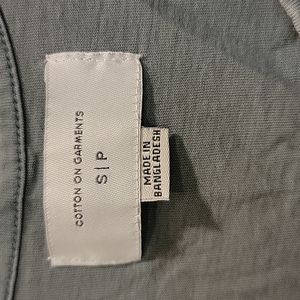 COTTON ON GARMENTS
S|P
MADE IN
BANGLADESH